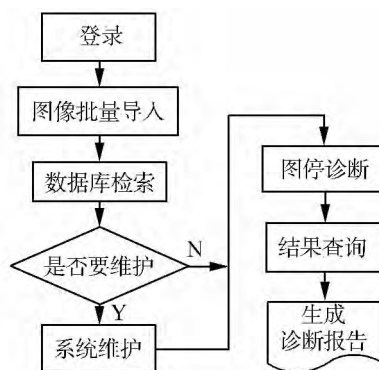 登录
图像批量导入
数据库检索
是否要维护
N
Y
系统维护
图停诊断
结果查询
生成
诊断报告